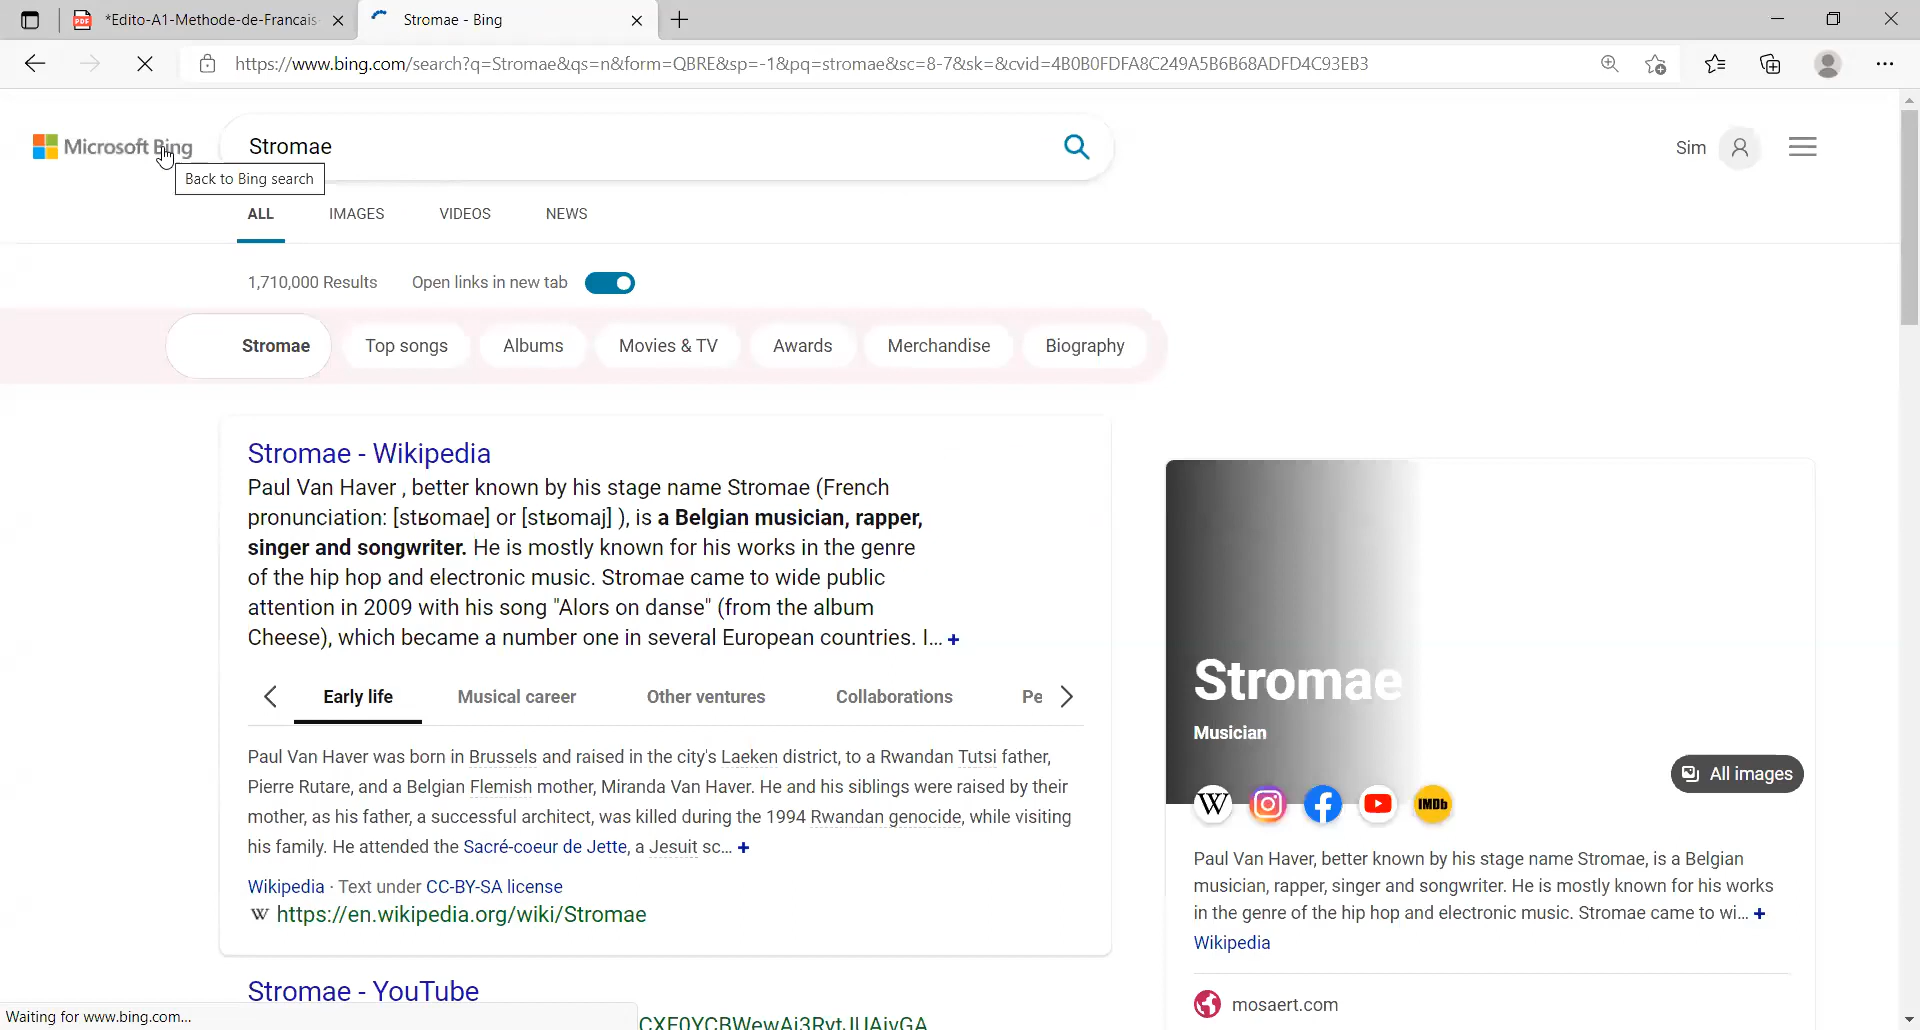 *Edito-A1-Methode-de-Francais
Stromae - Bing
https://www.bing.com/search?q=Stromae&qs=n&form=QBRE&sp=-1&pq=stromae&sc=8-7&sk=&cvid=4B0B0FDFA8C249A5B6B68ADFD4C93EB3
Microsoft Bing
Stromae
Sim
Back to Bing search
ALL IMAGES VIDEOS NEWS
1,710,000 Results Open links in new tab
Stromae Top songs Albums Movies & TV Awards Merchandise Biography
Stromae - Wikipedia
Paul Van Haver , better known by his stage name Stromae (French
pronunciation: [stʁomae] or [stʁomaj] ), is a Belgian musician, rapper,
singer and songwriter. He is mostly known for his works in the genre
of the hip hop and electronic music. Stromae came to wide public
attention in 2009 with his song "Alors on danse" (from the album
Cheese), which became a number one in several European countries. I... +
Early life Musical career Other ventures Collaborations Pe
Paul Van Haver was born in Brussels and raised in the city's Laeken district, to a Rwandan Tutsi father,
Pierre Rutare, and a Belgian Flemish mother, Miranda Van Haver. He and his siblings were raised by their
mother, as his father, a successful architect, was killed during the 1994 Rwandan genocide, while visiting
his family. He attended the Sacré-coeur de Jette, a Jesuit sc... +
Wikipedia · Text under CC-BY-SA license
W https://en.wikipedia.org/wiki/Stromae
Stromae - YouTube
Stromae
Musician
All images
W IMDb
Paul Van Haver, better known by his stage name Stromae, is a Belgian
musician, rapper, singer and songwriter. He is mostly known for his works
in the genre of the hip hop and electronic music. Stromae came to wi... +
Wikipedia
mosaert.com
Waiting for www.bing.com...